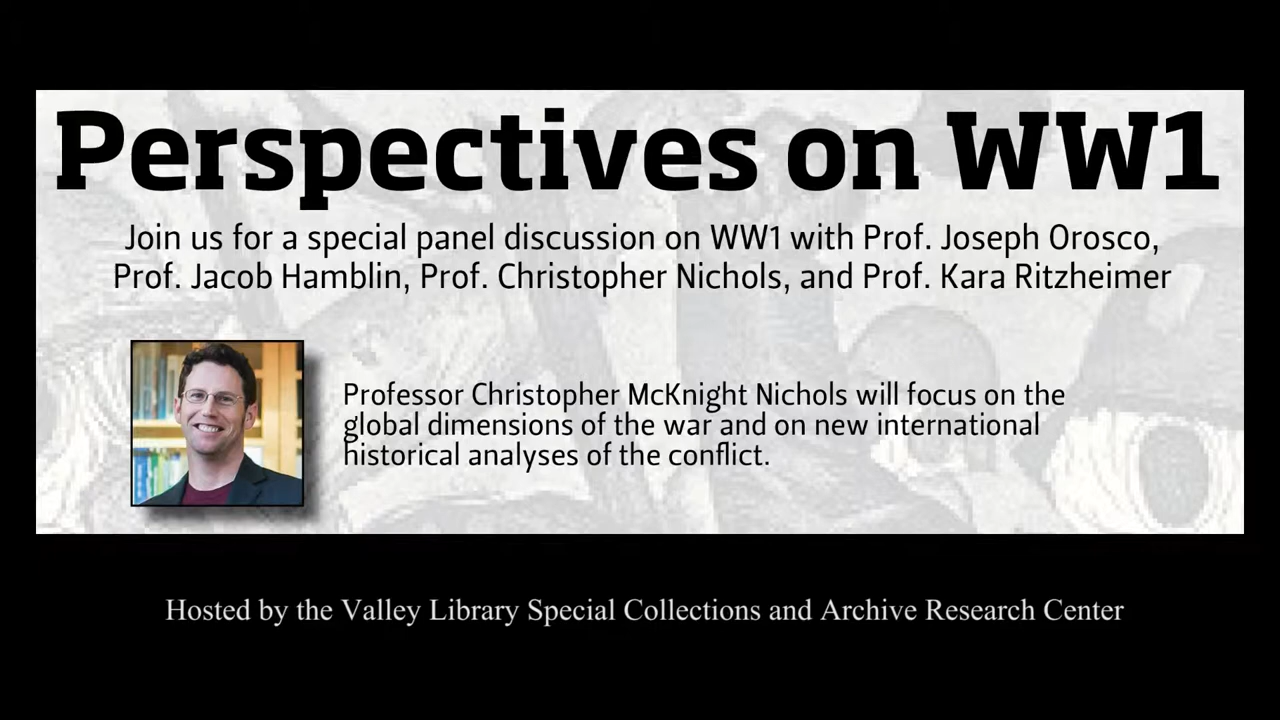 Perspectives on WW1
Join us for a special panel discussion on WW1 with Prof. Joseph Orosco,
Prof. Jacob Hamblin, Prof. Christopher Nichols, and Prof. Kara Ritzheimer
Professor Christopher McKnight Nichols will focus on the
global dimensions of the war and on new international
historical analyses of the conflict.
Hosted by the Valley Library Special Collections and Archive Research Center